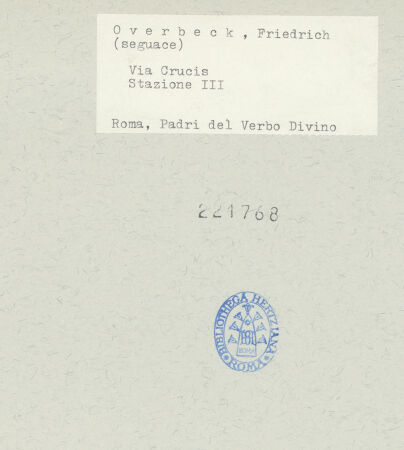 O v e r b e c k , Friedrich
(seguace)
Via Crucis
Stazione III
Roma, Padri del Verbo Divino
221768
BIBLIOTHECA HERTZIANA
ROMA